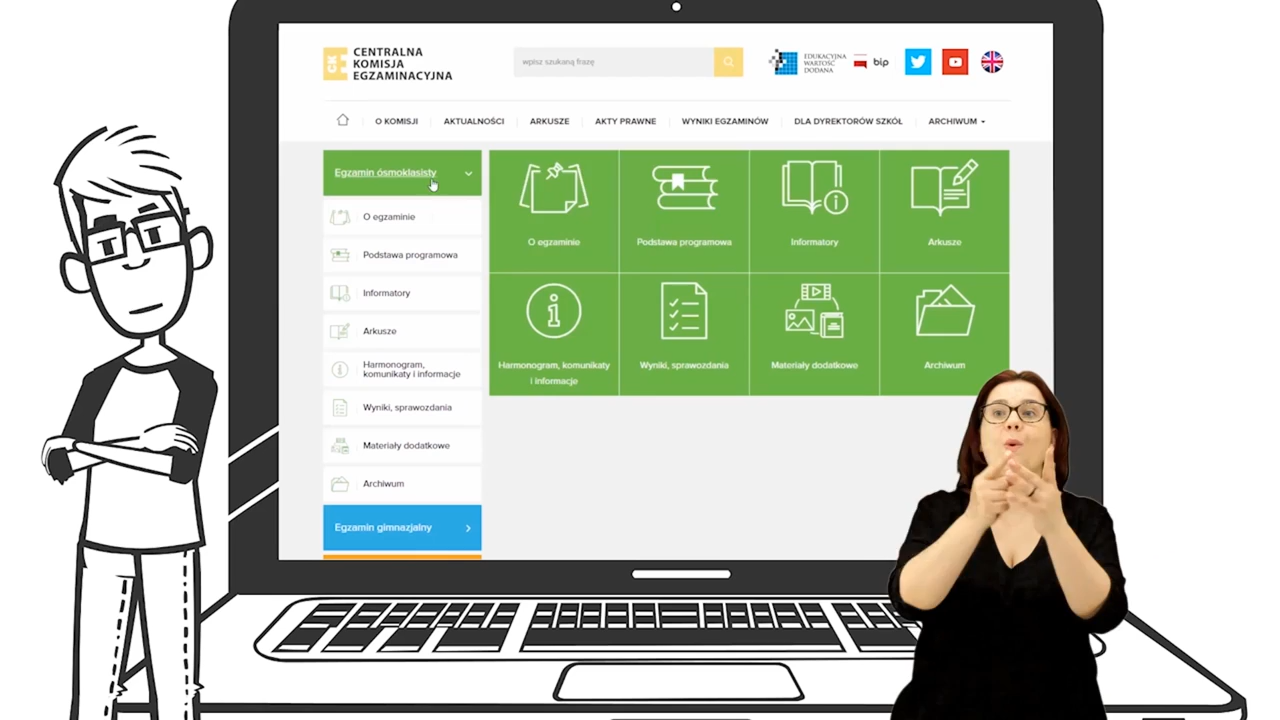 CKE
CENTRALNA
KOMISJA
EGZAMINACYJNA
wpisz szukaną frazę
EDUKACYJNA
WARTOŚĆ
DODANA
bip
O KOMISJI
AKTUALNOŚCI
ARKUSZE
AKTY PRAWNE
WYNIKI EGZAMINÓW
DLA DYREKTORÓW SZKÓŁ
ARCHIWUM
Egzamin ósmoklasisty
O egzaminie
Podstawa programowa
Informatory
Arkusze
Harmonogram,
komunikaty i informacje
Wyniki, sprawozdania
Materiały dodatkowe
Archiwum
Egzamin gimnazjalny
O egzaminie
Podstawa programowa
Informatory
Arkusze
Harmonogram, komunikaty
i informacje
Wyniki, sprawozdania
Materiały dodatkowe
Archiwum